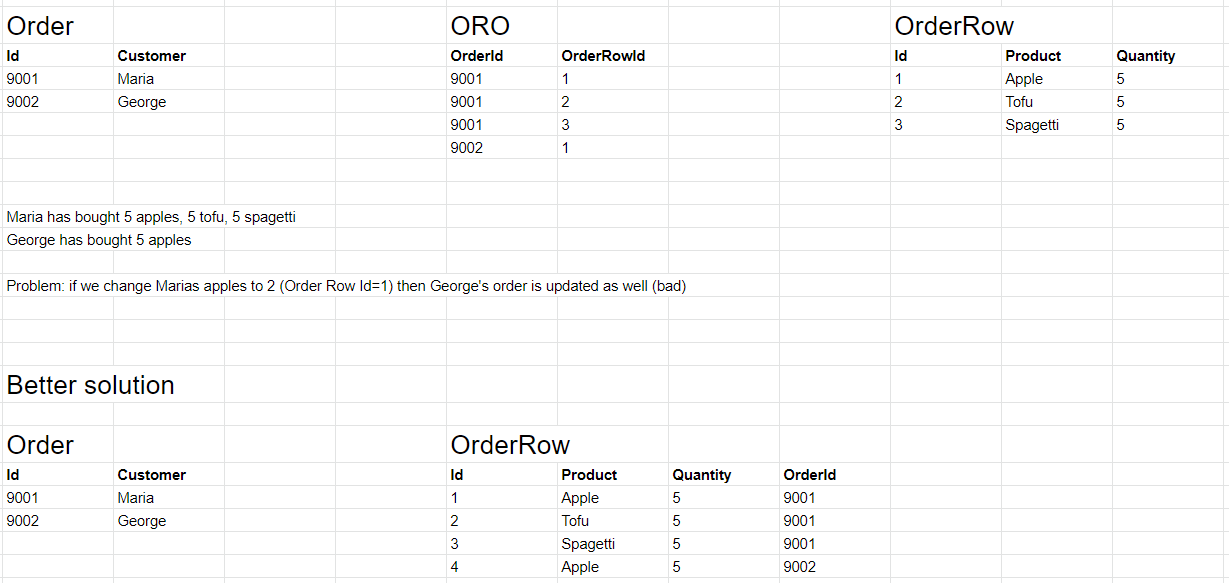 Order ORO OrderRow
Id Customer OrderId OrderRowId Id Product Quantity
9001 Maria 9001 1 1 Apple 5
9002 George 9001 2 2 Tofu 5
9001 3 3 Spagetti 5
9002 1
Maria has bought 5 apples, 5 tofu, 5 spagetti
George has bought 5 apples
Problem: if we change Marias apples to 2 (Order Row Id=1) then George's order is updated as well (bad)
Better solution
Order OrderRow
Id Customer Id Product Quantity OrderId
9001 Maria 1 Apple 5 9001
9002 George 2 Tofu 5 9001
3 Spagetti 5 9001
4 Apple 5 9002